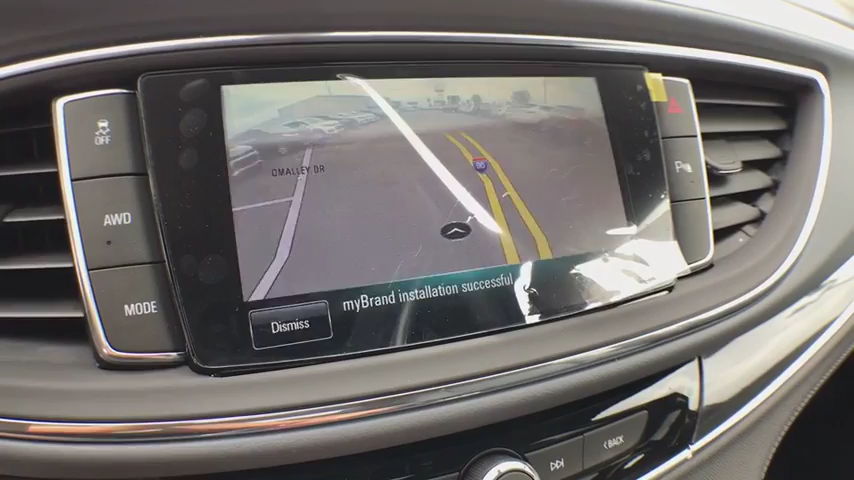 OFF
AWD
MODE
OMALLEY DR
myBrand installation successful
Dismiss
P
BACK